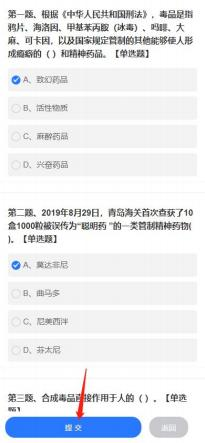 第一题、根据《中华人民共和国刑法》，毒品是指
鸦片、海洛因、甲基苯丙胺（冰毒）、吗啡、大
麻、可卡因，以及国家规定管制的其他能够使人形
成瘾癖的（ ）和精神药品。【单选题】
A、致幻药品
B、活性物质
C、麻醉药品
D、兴奋药品
第二题、2019年8月29日，青岛海关首次查获了10
盒1000粒被误传为“聪明药 ”的一类管制精神药物(
)。【单选题】
A、莫达非尼
B、曲马多
C、尼美西泮
D、芬太尼
第三题、合成毒品直接作用于人的（ ）。【单选
题】
提 交
返回